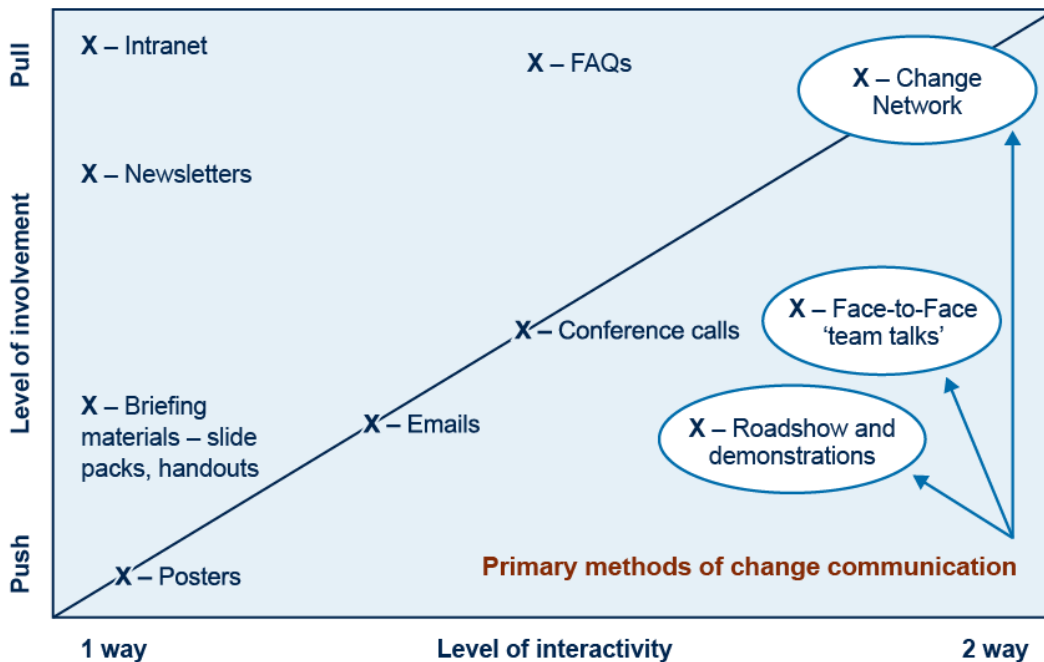 Pull
Level of involvement
Push
X – Intranet
X – FAQs
X – Change
Network
X – Newsletters
X – Face-to-Face
‘team talks’
X – Conference calls
X – Briefing
materials – slide
packs, handouts
X – Emails
X – Roadshow and
demonstrations
X – Posters
Primary methods of change communication
1 way
Level of interactivity
2 way